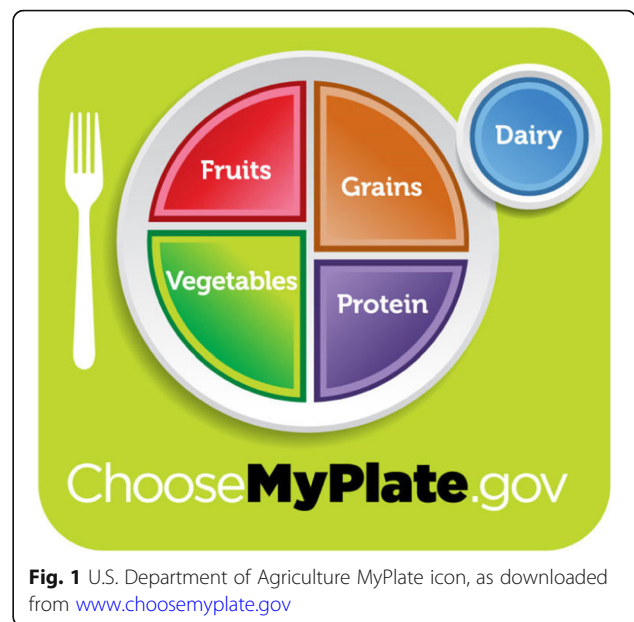 Fruits
Grains
Dairy
Vegetables
Protein
ChooseMyPlate.gov
Fig. 1 U.S. Department of Agriculture MyPlate icon, as downloaded
from www.choosemyplate.gov